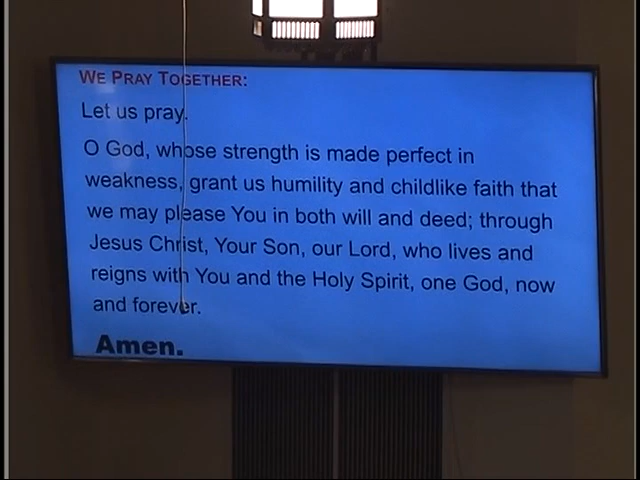 WE PRAY TOGETHER:
Let us pray.
O God, whose strength is made perfect in
weakness, grant us humility and childlike faith that
we may please You in both will and deed; through
Jesus Christ, Your Son, our Lord, who lives and
reigns with You and the Holy Spirit, one God, now
and forever.
Amen.